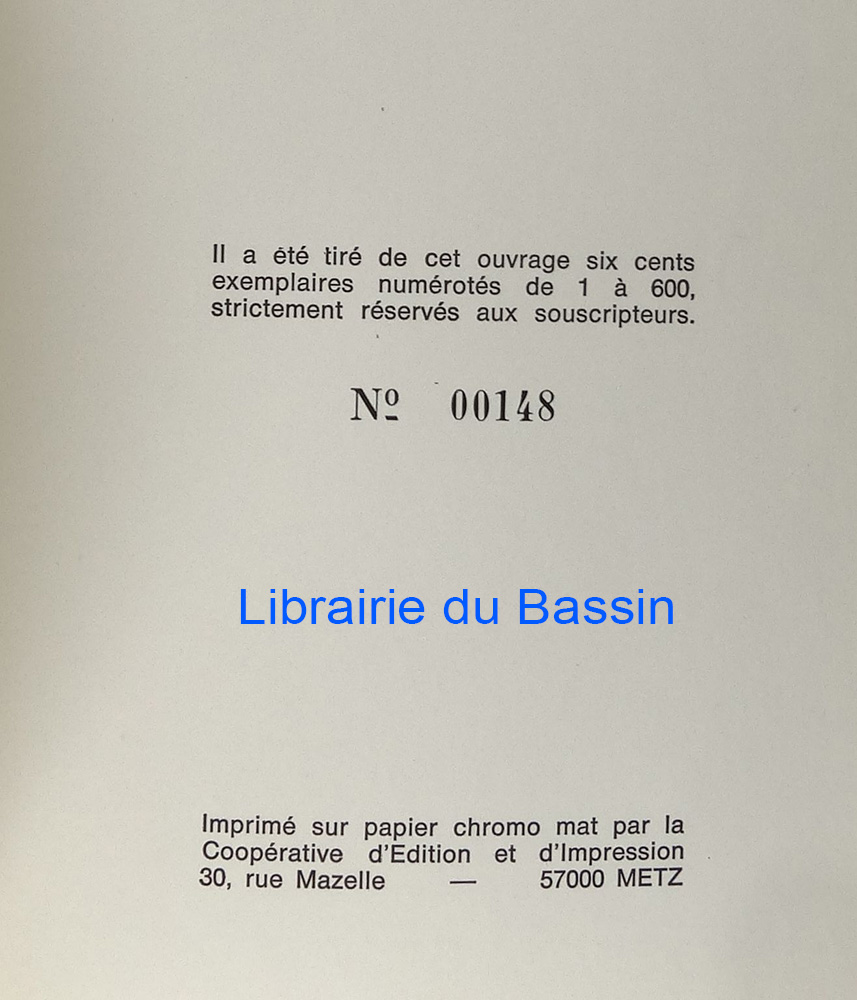 Il a été tiré de cet ouvrage six cents
exemplaires numérotés de 1 à 600,
strictement réservés aux souscripteurs.
Nº 00148
Librairie du Bassin
Imprimé sur papier chromo mat par la
Coopérative d'Edition et d'Impression
30, rue Mazelle — 57000 METZ